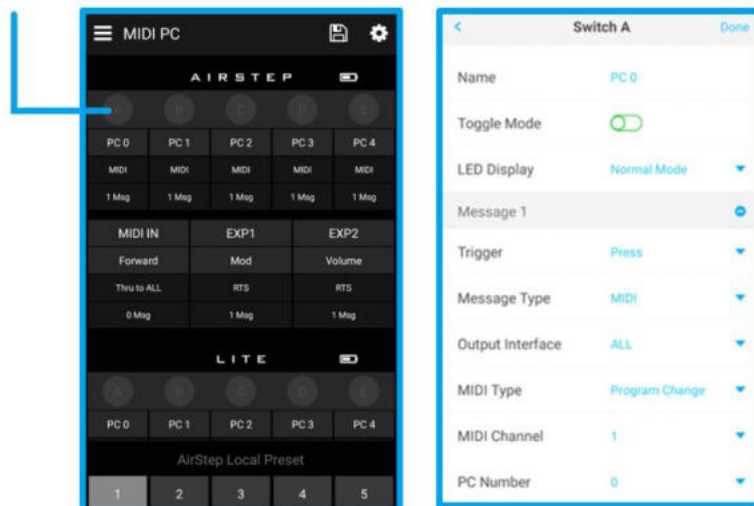 MIDI PC
AIRSTEP
A B C D E
PC 0 PC 1 PC 2 PC 3 PC 4
MIDI MIDI MIDI MIDI MIDI
1 Msg 1 Msg 1 Msg 1 Msg 1 Msg
MIDI IN EXP1 EXP2
Forward Mod Volume
Thru to ALL RTS RTS
0 Msg 1 Msg 1 Msg
LITE
A B C D E
PC 0 PC 1 PC 2 PC 3 PC 4
AirStep Local Preset
1 2 3 4 5
Switch A Done
Name PC 0
Toggle Mode
LED Display Normal Mode
Message 1
Trigger Press
Message Type MIDI
Output Interface ALL
MIDI Type Program Change
MIDI Channel 1
PC Number 0